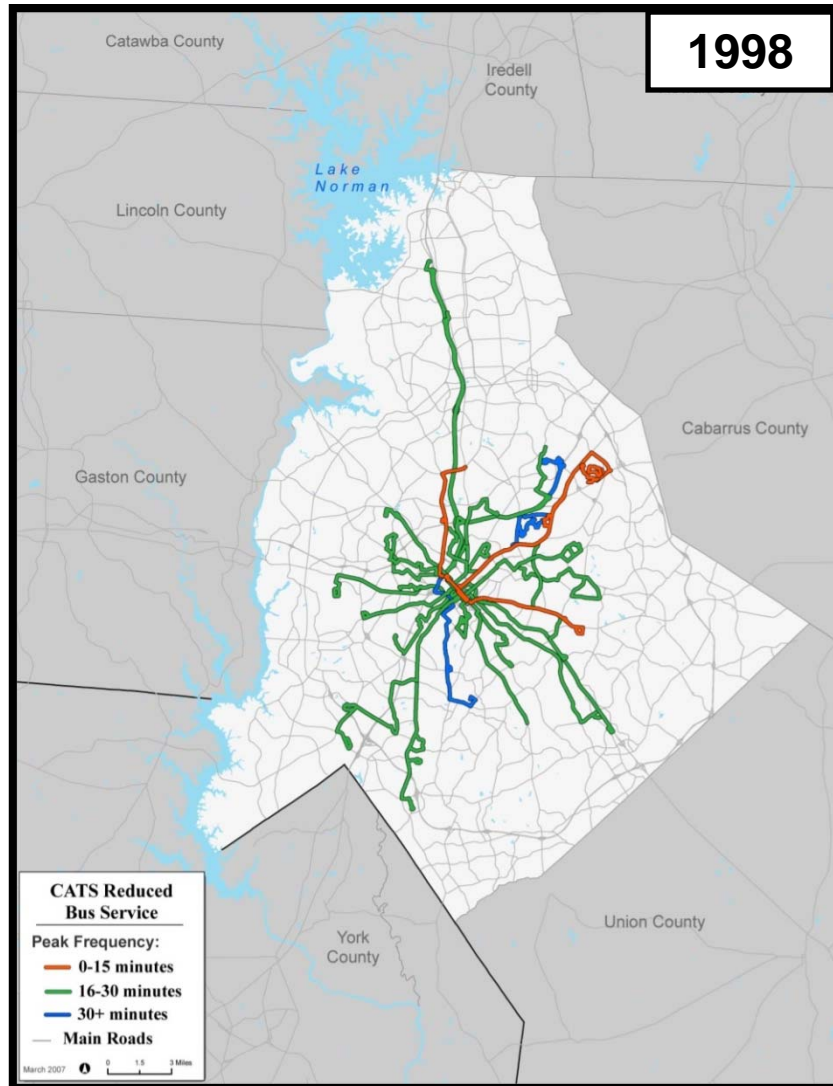 1998
Catawba County
Iredell
County
Lake
Norman
Lincoln County
Cabarrus County
Gaston County
Union County
York
County
CATS Reduced
Bus Service
Peak Frequency:
0-15 minutes
16-30 minutes
30+ minutes
Main Roads
March 2007
0 1.5 3 Miles